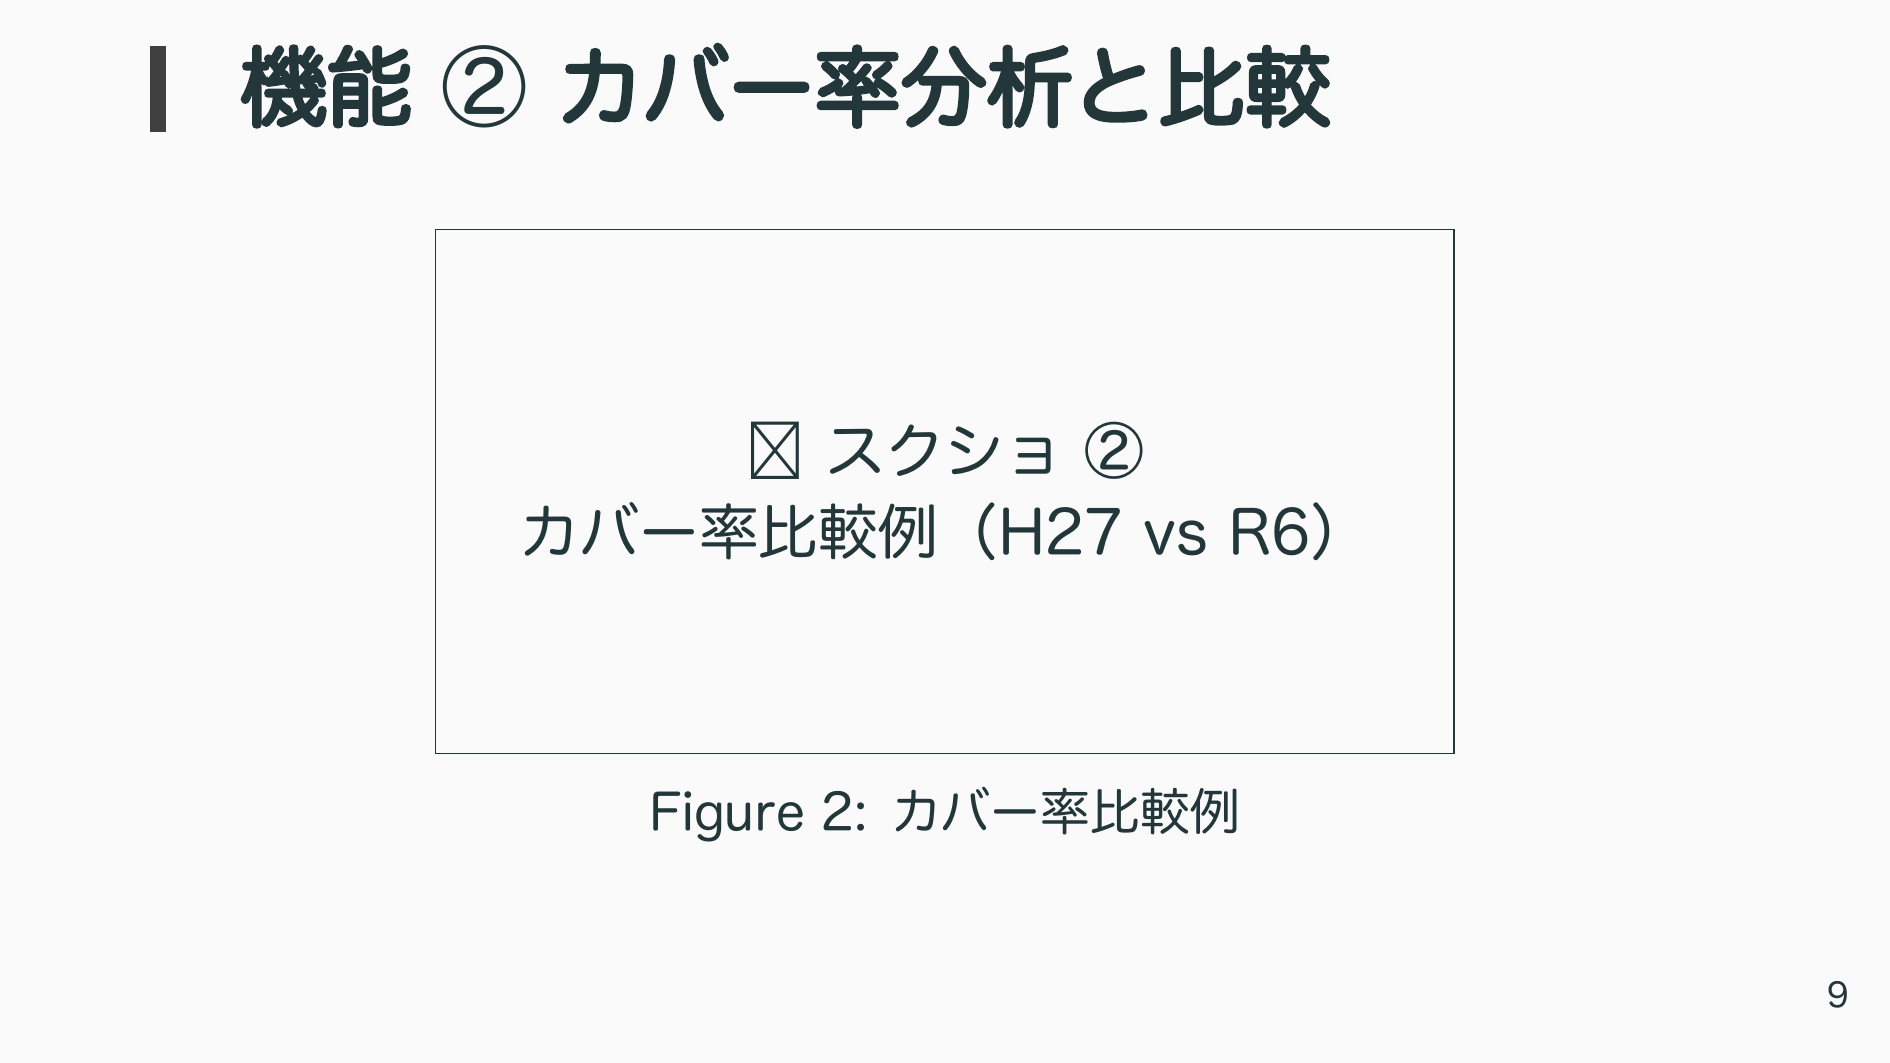 機能 ② カバー率分析と比較
スクショ ②
カバー率比較例（H27 vs R6）
Figure 2: カバー率比較例
9